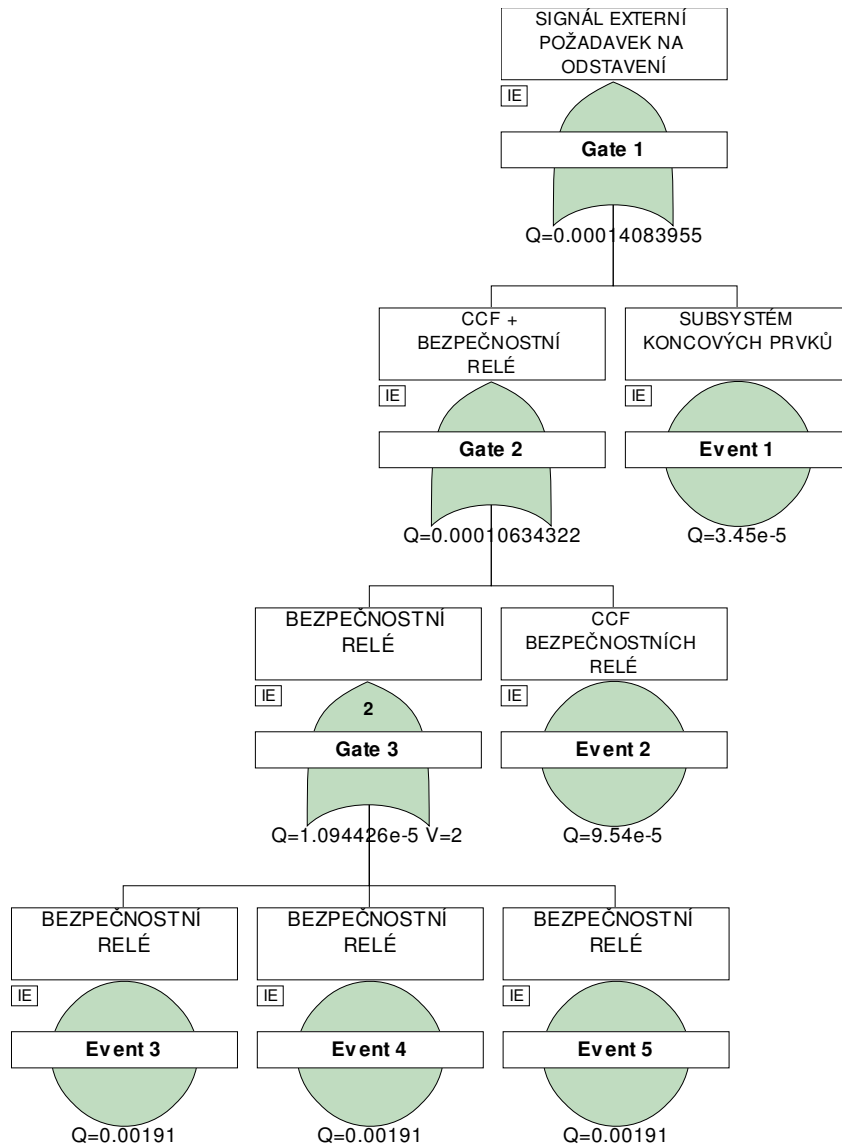 SIGNÁL EXTERNÍ
POŽADAVEK NA
ODSTAVENÍ
IE
Gate 1
Q=0.00014083955
CCF +
BEZPEČNOSTNÍ
RELÉ
IE
Gate 2
Q=0.00010634322
SUBSYSTÉM
KONCOVÝCH PRVKŮ
IE
Event 1
Q=3.45e-5
BEZPEČNOSTNÍ
RELÉ
IE
2
Gate 3
Q=1.094426e-5 V=2
CCF
BEZPEČNOSTNÍCH
RELÉ
IE
Event 2
Q=9.54e-5
BEZPEČNOSTNÍ
RELÉ
IE
Event 3
Q=0.00191
BEZPEČNOSTNÍ
RELÉ
IE
Event 4
Q=0.00191
BEZPEČNOSTNÍ
RELÉ
IE
Event 5
Q=0.00191